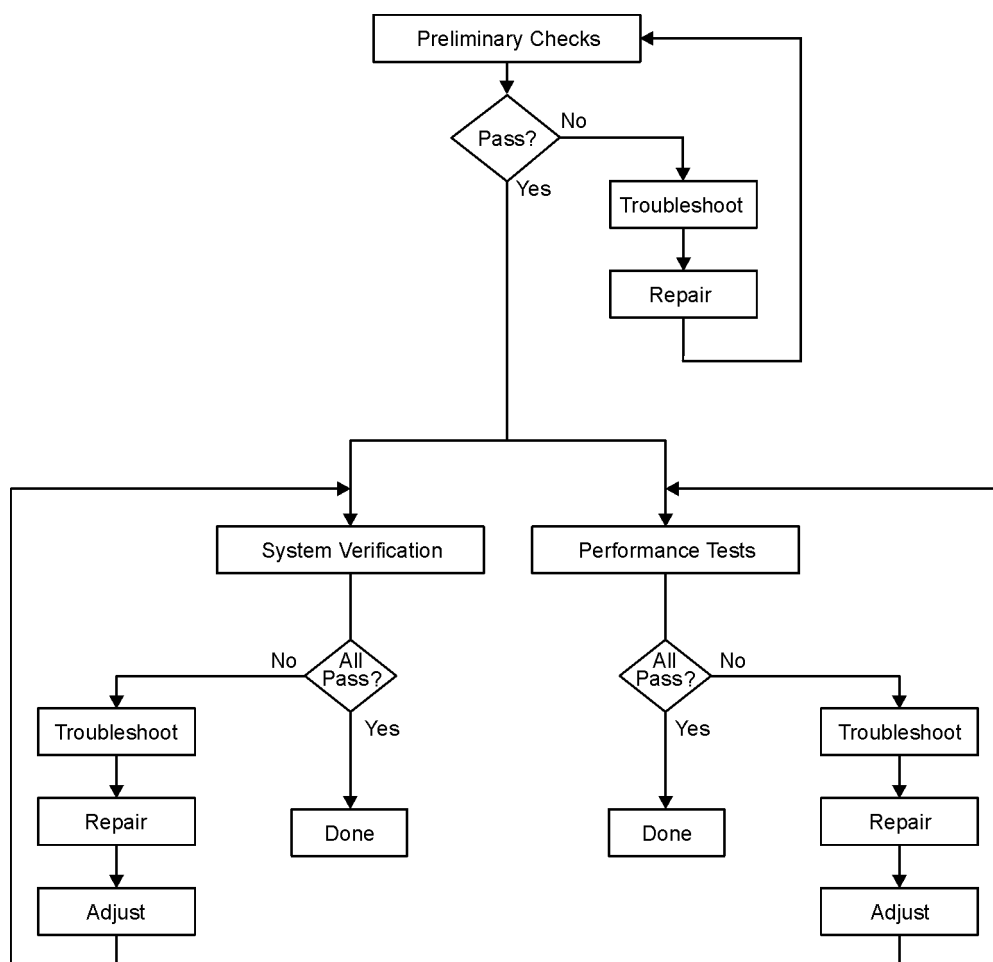 Preliminary Checks
Pass?
No
Yes
Troubleshoot
Repair
System Verification
Performance Tests
No
All
Pass?
Yes
All
Pass?
No
Yes
Troubleshoot
Troubleshoot
Repair
Done
Done
Repair
Adjust
Adjust